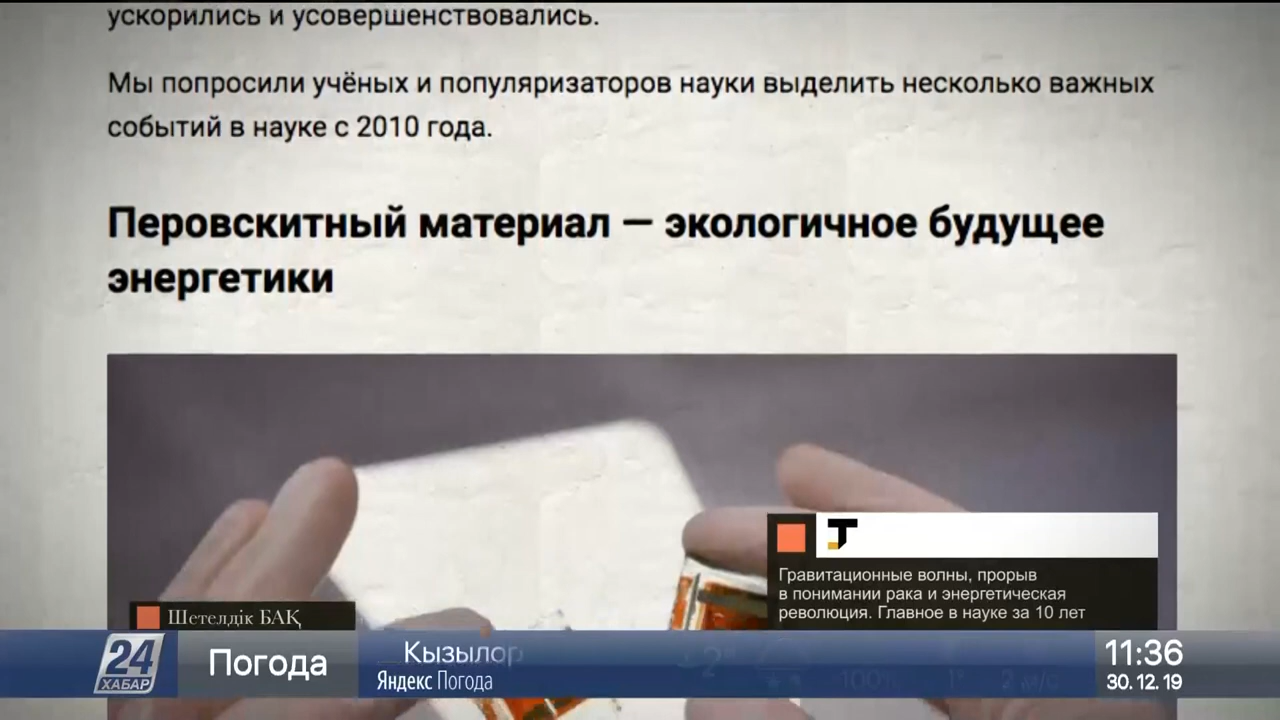 ускорились и усовершенствовались.
Мы попросили учёных и популяризаторов науки выделить несколько важных
событий в науке с 2010 года.
Перовскитный материал — экологичное будущее
энергетики
Гравитационные волны, прорыв
в понимании рака и энергетическая
революция. Главное в науке за 10 лет
Шетелдік БАҚ
24
ХАБАР
Погода
Кызылор
Яндекс Погода
11:36
30. 12. 19